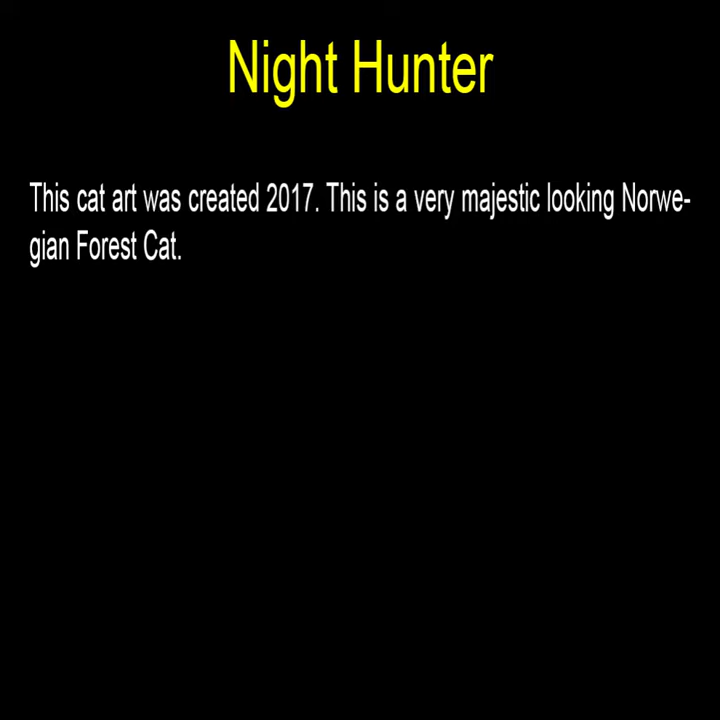 Night Hunter
This cat art was created 2017. This is a very majestic looking Norwe-
gian Forest Cat.